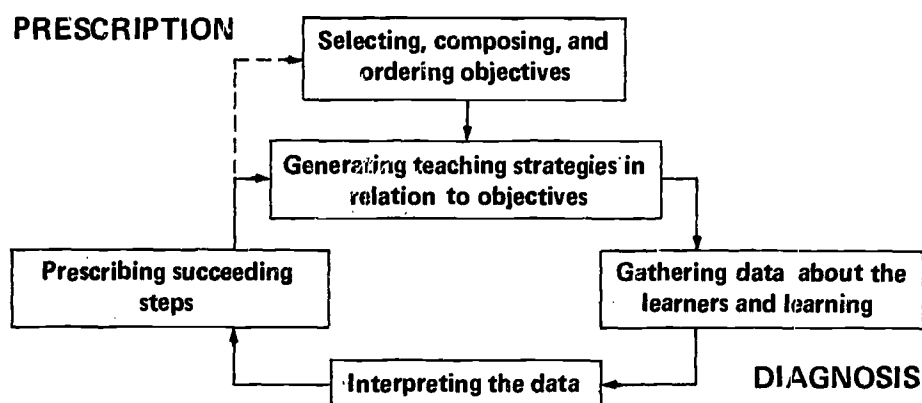 PRESCRIPTION
Selecting, composing, and
ordering objectives
Generating teaching strategies in
relation to objectives
Prescribing succeeding
steps
Gathering data about the
learners and learning
Interpreting the data
DIAGNOSIS